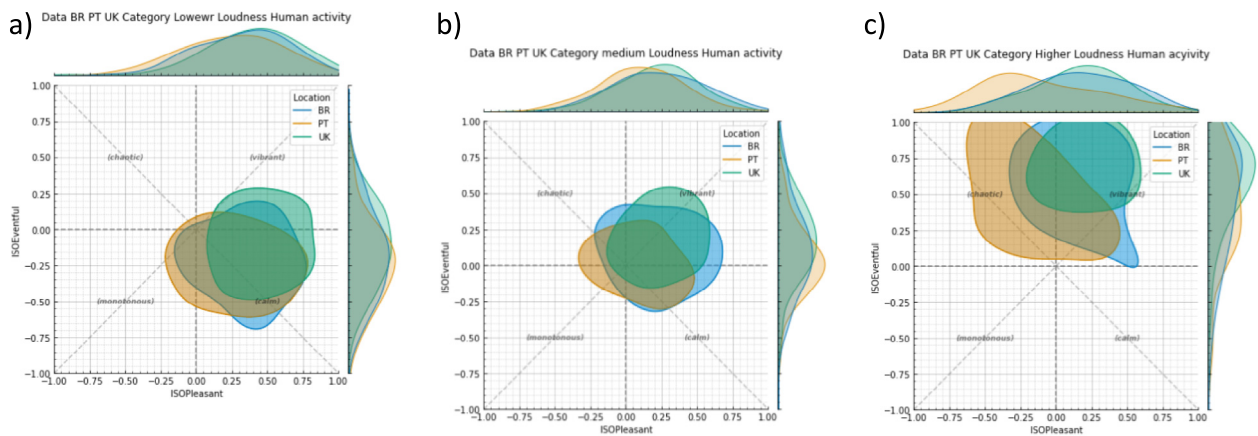 a)
Data BR PT UK Category Lowewr Loudness Human activity
1.00
0.75
0.50
0.25
0.00
−0.25
−0.50
−0.75
−1.00
ISOEventful
Location
BR
PT
UK
(chaotic)
(vibrant)
(monotonous)
(calm)
−1.00 −0.75 −0.50 −0.25 0.00 0.25 0.50 0.75 1.00
ISOPleasant
b)
Data BR PT UK Category medium Loudness Human activity
1.00
0.75
0.50
0.25
0.00
−0.25
−0.50
−0.75
−1.00
ISOEventful
Location
BR
PT
UK
(chaotic)
(vibrant)
(monotonous)
(calm)
−1.00 −0.75 −0.50 −0.25 0.00 0.25 0.50 0.75 1.00
ISOPleasant
c)
Data BR PT UK Category Higher Loudness Human acyivity
1.00
0.75
0.50
0.25
0.00
−0.25
−0.50
−0.75
−1.00
ISOEventful
Location
BR
PT
UK
(chaotic)
(vibrant)
(monotonous)
(calm)
−1.00 −0.75 −0.50 −0.25 0.00 0.25 0.50 0.75 1.00
ISOPleasant